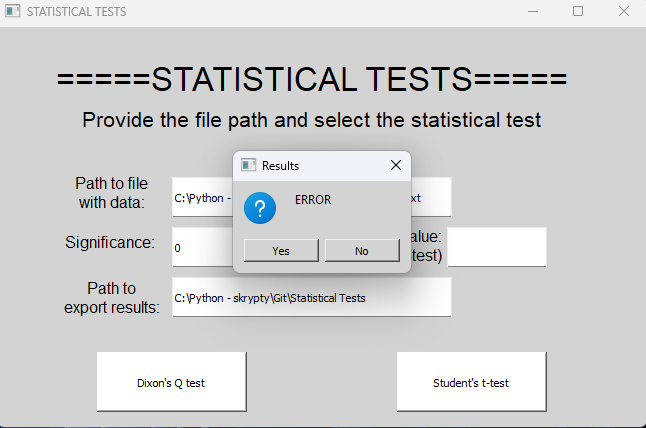 STATISTICAL TESTS
=====STATISTICAL TESTS=====
Provide the file path and select the statistical test
Results
ERROR
Yes
No
Path to file
with data:
C:\Python -
xt
Significance:
0
alue:
test)
Path to
export results:
C:\Python - skrypty\Git\Statistical Tests
Dixon's Q test
Student's t-test